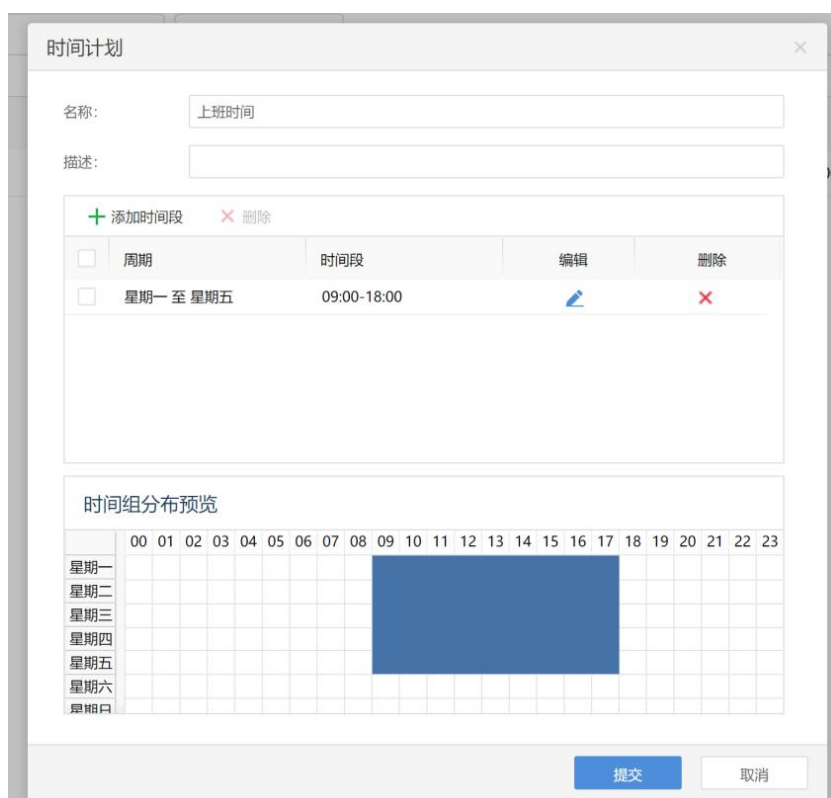 时间计划
名称:
上班时间
描述:
添加时间段 删除
周期 时间段 编辑 删除
星期一 至 星期五 09:00-18:00
时间组分布预览
00 01 02 03 04 05 06 07 08 09 10 11 12 13 14 15 16 17 18 19 20 21 22 23
星期一
星期二
星期三
星期四
星期五
星期六
星期日
提交 取消